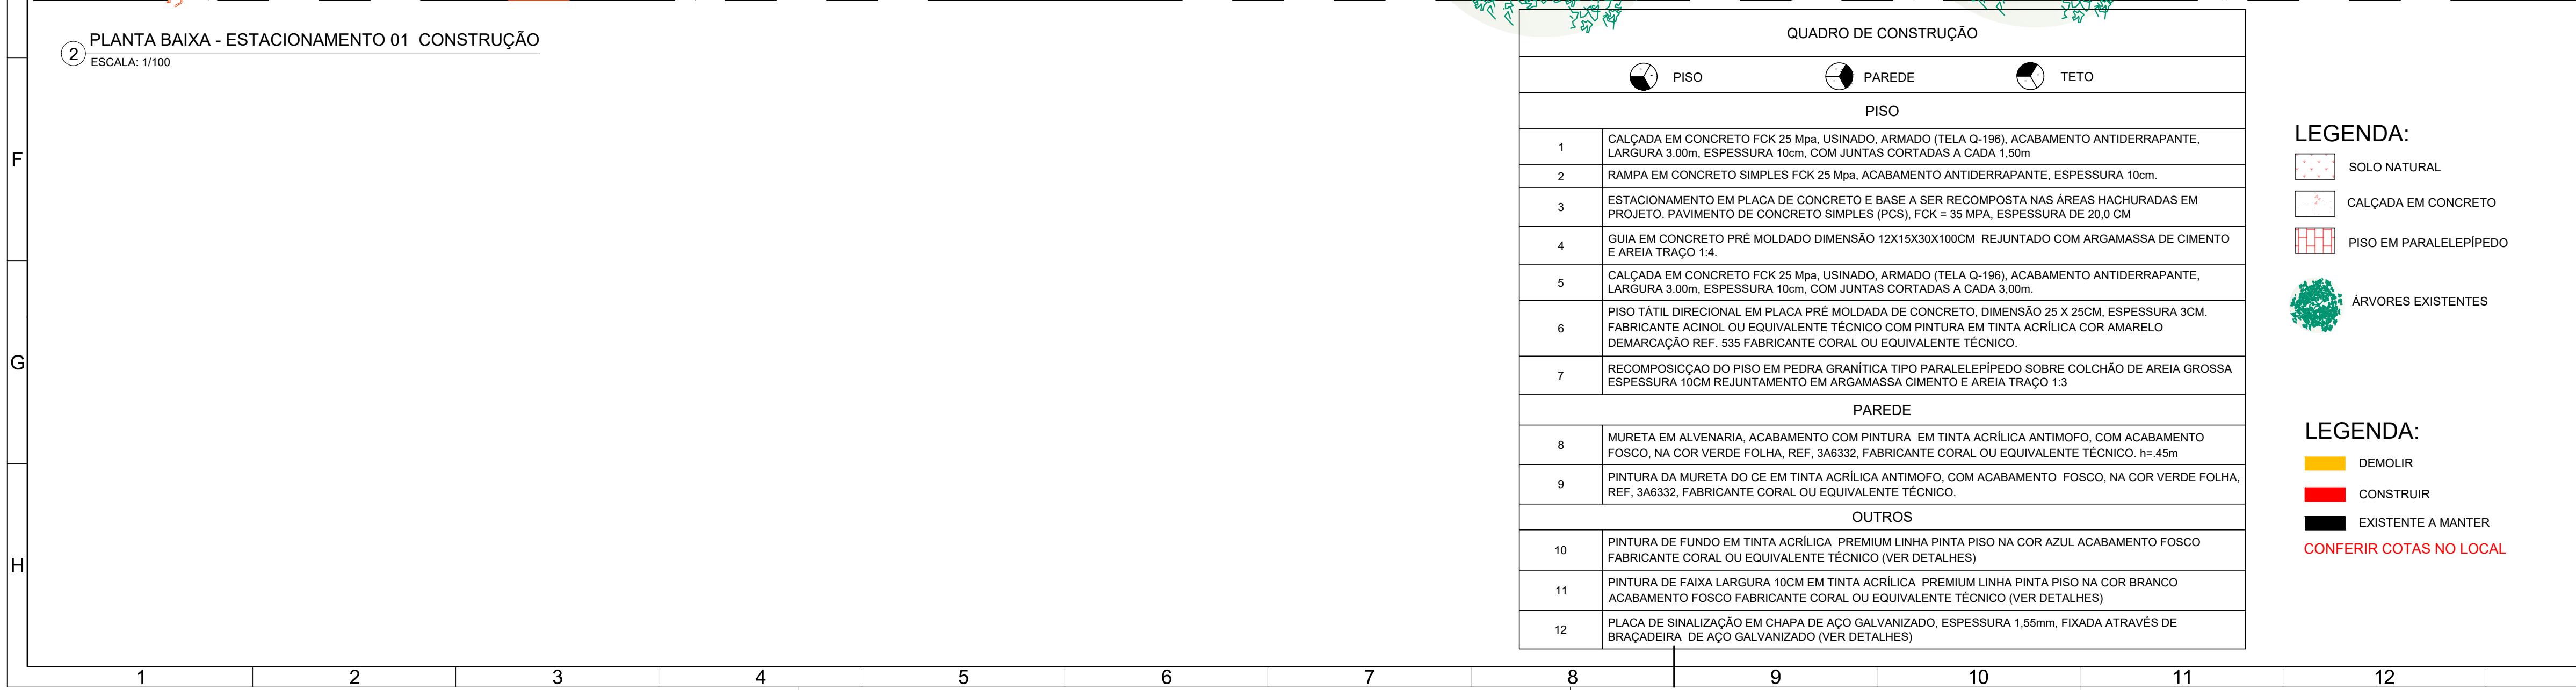 2
PLANTA BAIXA - ESTACIONAMENTO 01 CONSTRUÇÃO
ESCALA: 1/100
QUADRO DE CONSTRUÇÃO
PISO
PAREDE
TETO
PISO
1
CALÇADA EM CONCRETO FCK 25 Mpa, USINADO, ARMADO (TELA Q-196), ACABAMENTO ANTIDERRAPANTE,
LARGURA 3.00m, ESPESSURA 10cm, COM JUNTAS CORTADAS A CADA 1,50m
2
RAMPA EM CONCRETO SIMPLES FCK 25 Mpa, ACABAMENTO ANTIDERRAPANTE, ESPESSURA 10cm.
3
ESTACIONAMENTO EM PLACA DE CONCRETO E BASE A SER RECOMPOSTA NAS ÁREAS HACHURADAS EM
PROJETO. PAVIMENTO DE CONCRETO SIMPLES (PCS), FCK = 35 MPA, ESPESSURA DE 20,0 CM
4
GUIA EM CONCRETO PRÉ MOLDADO DIMENSÃO 12X15X30X100CM REJUNTADO COM ARGAMASSA DE CIMENTO
E AREIA TRAÇO 1:4.
5
CALÇADA EM CONCRETO FCK 25 Mpa, USINADO, ARMADO (TELA Q-196), ACABAMENTO ANTIDERRAPANTE,
LARGURA 3.00m, ESPESSURA 10cm, COM JUNTAS CORTADAS A CADA 3,00m.
6
PISO TÁTIL DIRECIONAL EM PLACA PRÉ MOLDADA DE CONCRETO, DIMENSÃO 25 X 25CM, ESPESSURA 3CM.
FABRICANTE ACINOL OU EQUIVALENTE TÉCNICO COM PINTURA EM TINTA ACRÍLICA COR AMARELO
DEMARCAÇÃO REF. 535 FABRICANTE CORAL OU EQUIVALENTE TÉCNICO.
7
RECOMPOSICÇAO DO PISO EM PEDRA GRANÍTICA TIPO PARALELEPÍPEDO SOBRE COLCHÃO DE AREIA GROSSA
ESPESSURA 10CM REJUNTAMENTO EM ARGAMASSA CIMENTO E AREIA TRAÇO 1:3
PAREDE
8
MURETA EM ALVENARIA, ACABAMENTO COM PINTURA EM TINTA ACRÍLICA ANTIMOFO, COM ACABAMENTO
FOSCO, NA COR VERDE FOLHA, REF, 3A6332, FABRICANTE CORAL OU EQUIVALENTE TÉCNICO. h=.45m
9
PINTURA DA MURETA DO CE EM TINTA ACRÍLICA ANTIMOFO, COM ACABAMENTO FOSCO, NA COR VERDE FOLHA,
REF, 3A6332, FABRICANTE CORAL OU EQUIVALENTE TÉCNICO.
OUTROS
10
PINTURA DE FUNDO EM TINTA ACRÍLICA PREMIUM LINHA PINTA PISO NA COR AZUL ACABAMENTO FOSCO
FABRICANTE CORAL OU EQUIVALENTE TÉCNICO (VER DETALHES)
11
PINTURA DE FAIXA LARGURA 10CM EM TINTA ACRÍLICA PREMIUM LINHA PINTA PISO NA COR BRANCO
ACABAMENTO FOSCO FABRICANTE CORAL OU EQUIVALENTE TÉCNICO (VER DETALHES)
12
PLACA DE SINALIZAÇÃO EM CHAPA DE AÇO GALVANIZADO, ESPESSURA 1,55mm, FIXADA ATRAVÉS DE
BRAÇADEIRA DE AÇO GALVANIZADO (VER DETALHES)
LEGENDA:
SOLO NATURAL
CALÇADA EM CONCRETO
PISO EM PARALELEPÍPEDO
ÁRVORES EXISTENTES
LEGENDA:
DEMOLIR
CONSTRUIR
EXISTENTE A MANTER
CONFERIR COTAS NO LOCAL
F
G
H
1 2 3 4 5 6 7 8 9 10 11 12